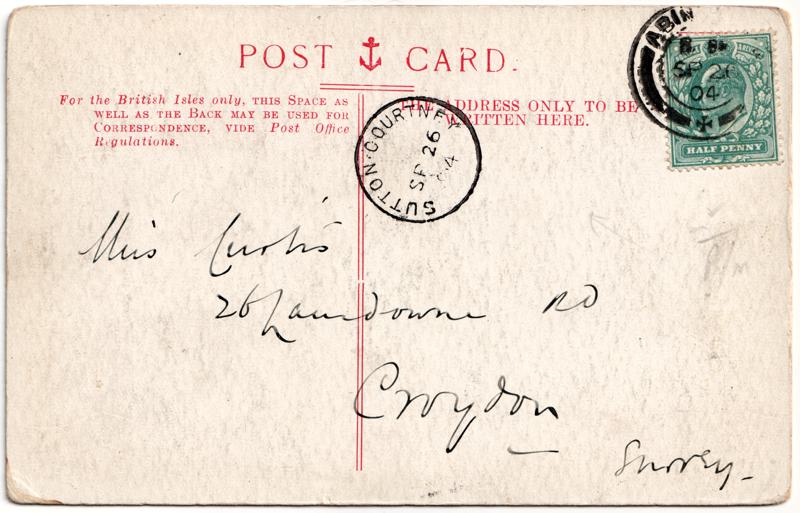 POST CARD.
For the British Isles only, THIS SPACE AS
WELL AS THE BACK MAY BE USED FOR
CORRESPONDENCE, VIDE Post Office
Regulations.
THE ADDRESS ONLY TO BE
WRITTEN HERE.
SUTTON·COURTNEY
SP 26
04
ABIN
SP 26
04
HALF PENNY
Miss Curtis
26 Lansdowne RD
Croydon
Surrey.